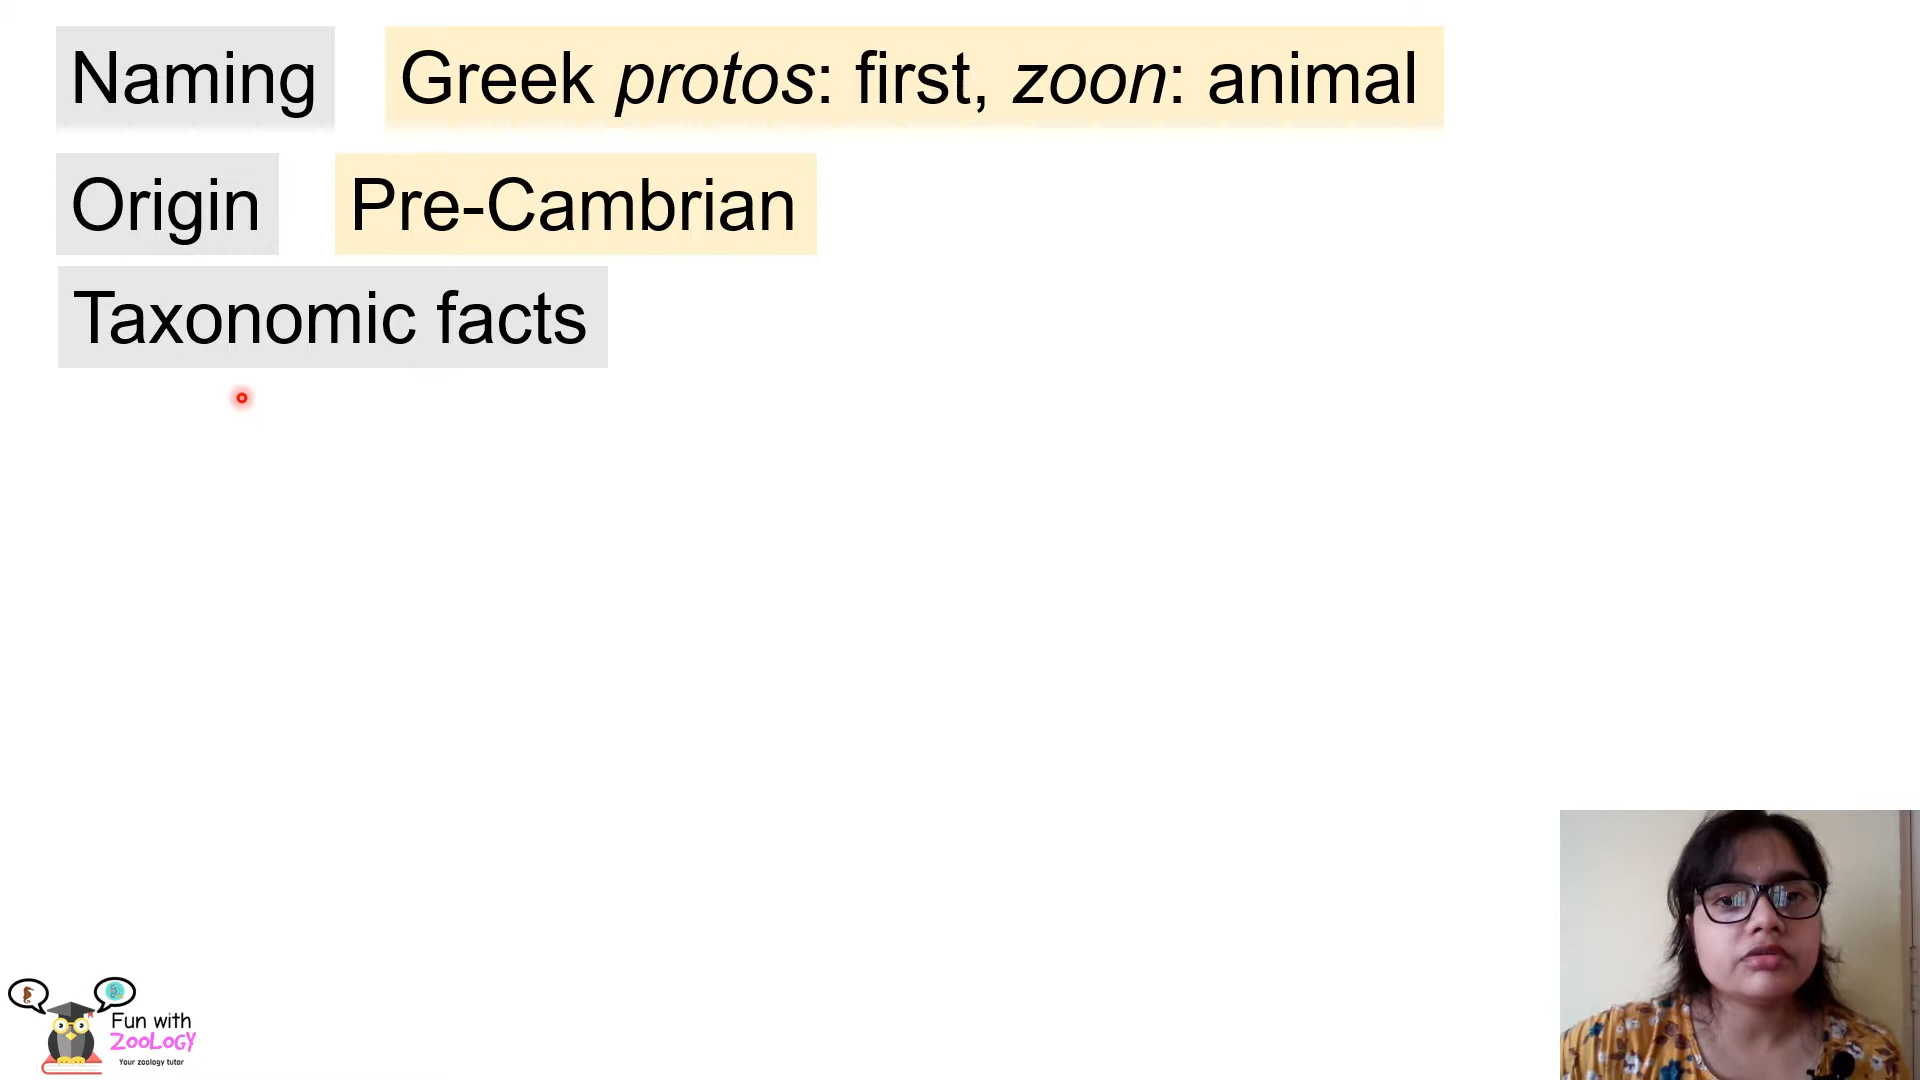 Naming Greek protos: first, zoon: animal
Origin Pre-Cambrian
Taxonomic facts
Fun with
ZOOLOGY
Your zoology tutor